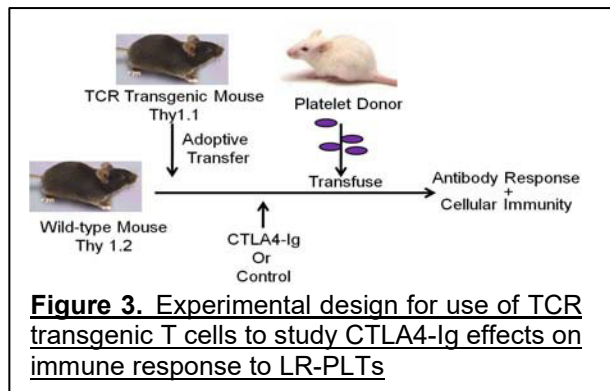 TCR Transgenic Mouse
Thy1.1
Platelet Donor
Adoptive
Transfer
Transfuse
Antibody Response
+
Cellular Immunity
Wild-type Mouse
Thy 1.2
CTLA4-Ig
Or
Control
Figure 3. Experimental design for use of TCR
transgenic T cells to study CTLA4-Ig effects on
immune response to LR-PLTs